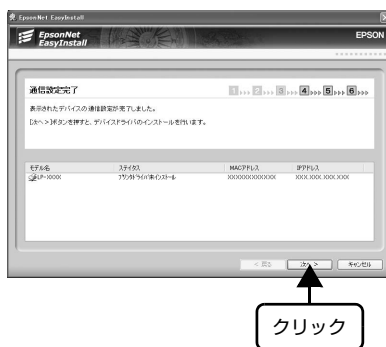 EpsonNet EasyInstall
EpsonNet
EasyInstall
EPSON
通信設定完了
1 2 3 4 5 6
表示されたデバイスの通信設定が完了しました。
[次へ >]ボタンを押すと、デバイスドライバのインストールを行います。
モデル名 ステイタス MACアドレス IPアドレス
LP-XXXX プリンタドライバ未インストール XXXXXXXXXXXX XXX.XXX.XXX.XXX
< 戻る 次へ > キャンセル
クリック